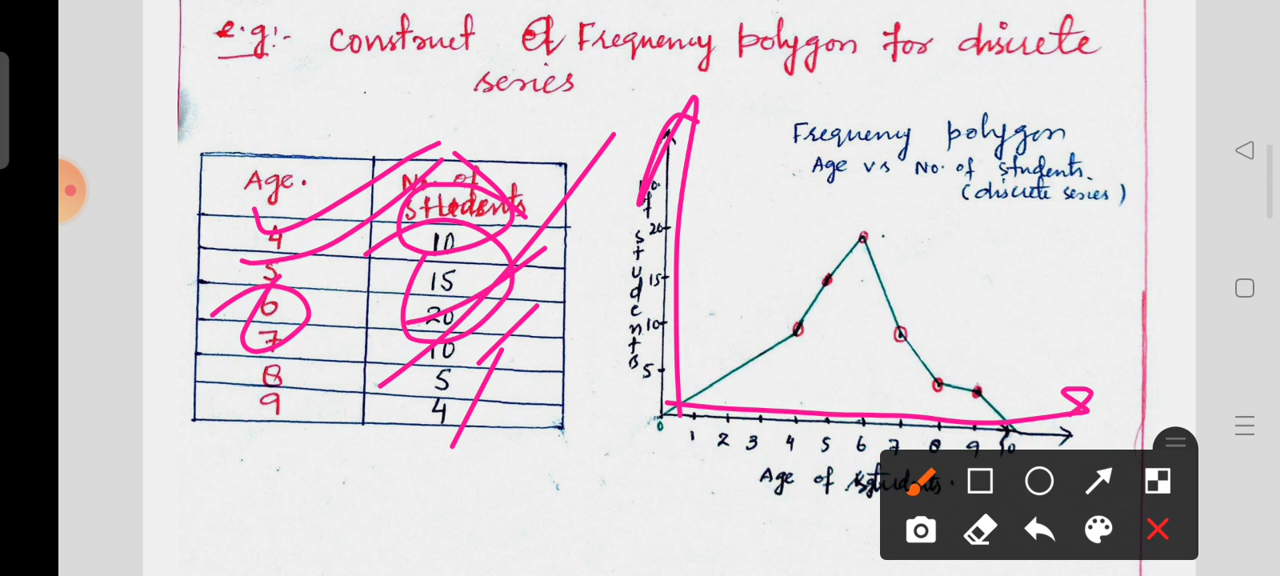 e.g:- construct a Frequency polygon for discrete
series
Age. No. of students
4 10
5 15
6 20
7 10
8 5
9 4
Frequency polygon
Age vs No. of students.
(discrete series)
of students
20
15
10
5
0 1 2 3 4 5 6 7 8 9 10
Age of students.